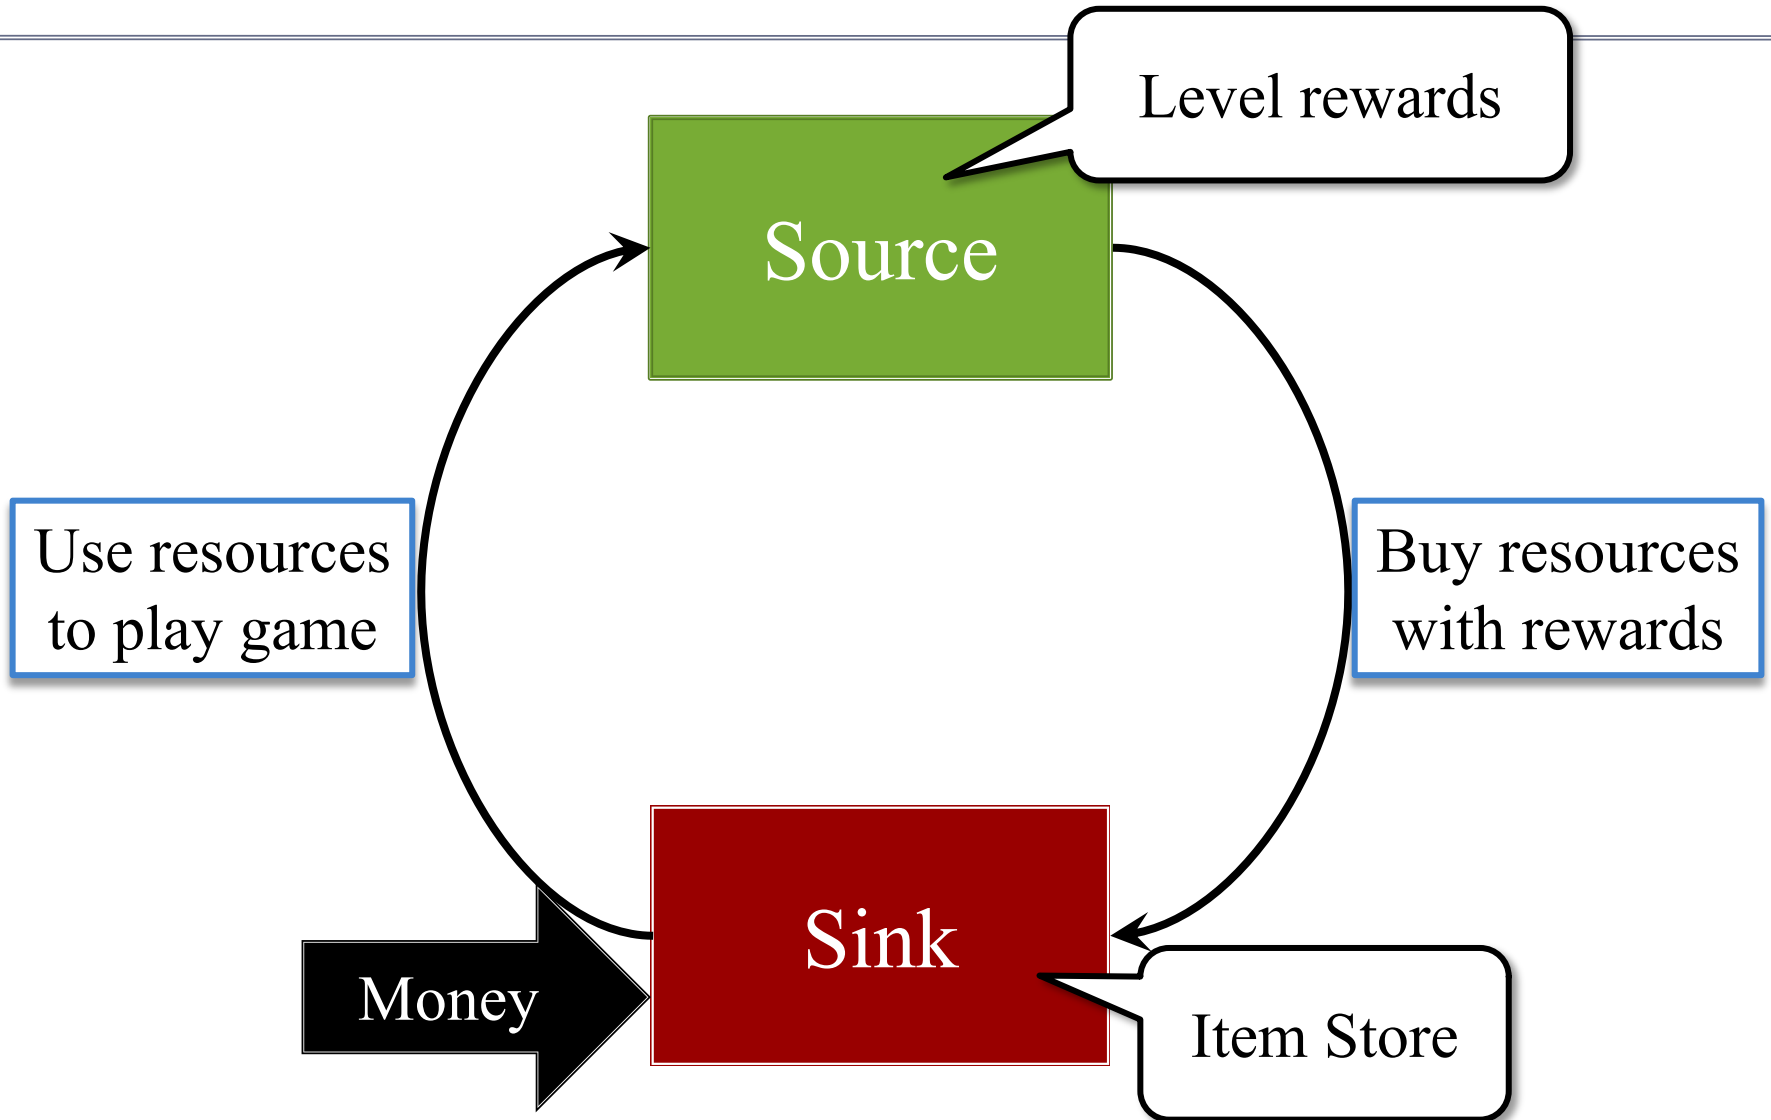 Level rewards
Source
Use resources
to play game
Buy resources
with rewards
Sink
Money
Item Store